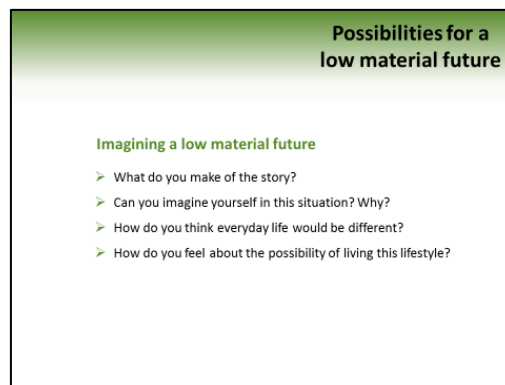 Possibilities for a
low material future
Imagining a low material future
What do you make of the story?
Can you imagine yourself in this situation? Why?
How do you think everyday life would be different?
How do you feel about the possibility of living this lifestyle?